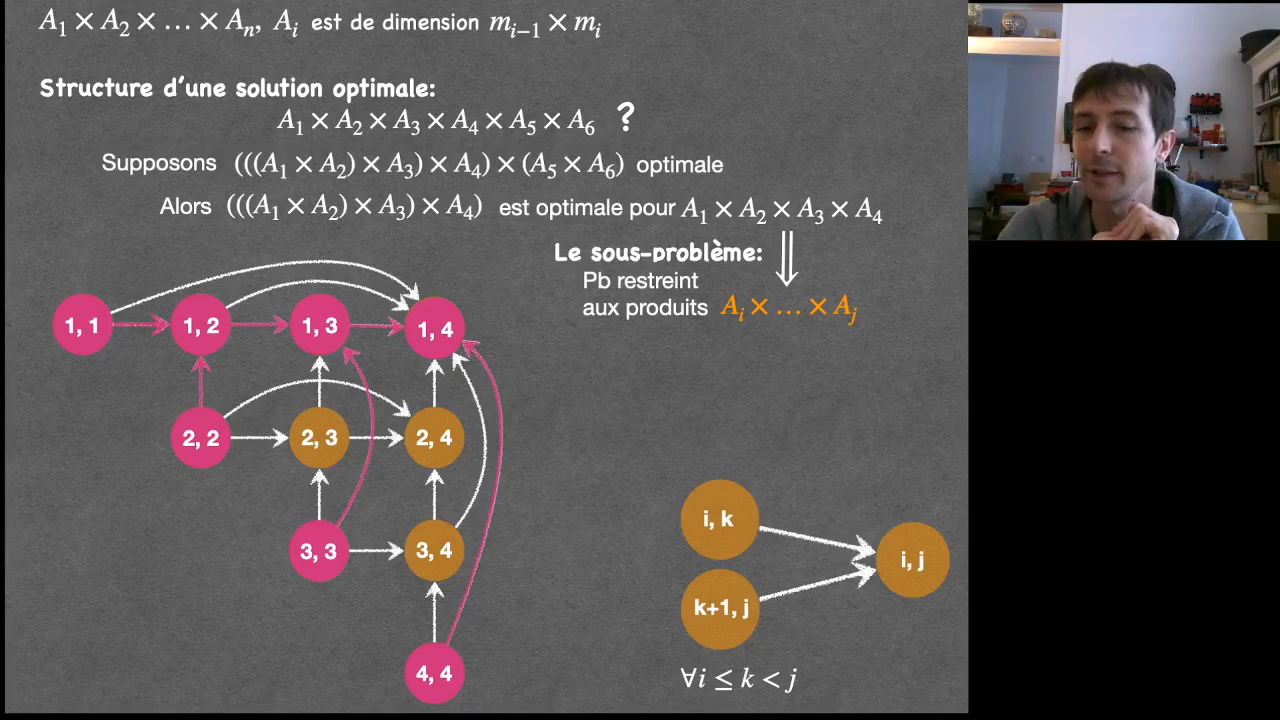 A₁ × A₂ × … × Aₙ, Aᵢ est de dimension mᵢ₋₁ × mᵢ
Structure d'une solution optimale:
A₁ × A₂ × A₃ × A₄ × A₅ × A₆ ?
Supposons (((A₁ × A₂) × A₃) × A₄) × (A₅ × A₆) optimale
Alors (((A₁ × A₂) × A₃) × A₄) est optimale pour A₁ × A₂ × A₃ × A₄
Le sous-problème:
Pb restreint
aux produits Aᵢ × … × Aⱼ
1, 1 1, 2 1, 3 1, 4
2, 2 2, 3 2, 4
3, 3 3, 4
4, 4
i, k
i, j
k+1, j
∀i ≤ k < j